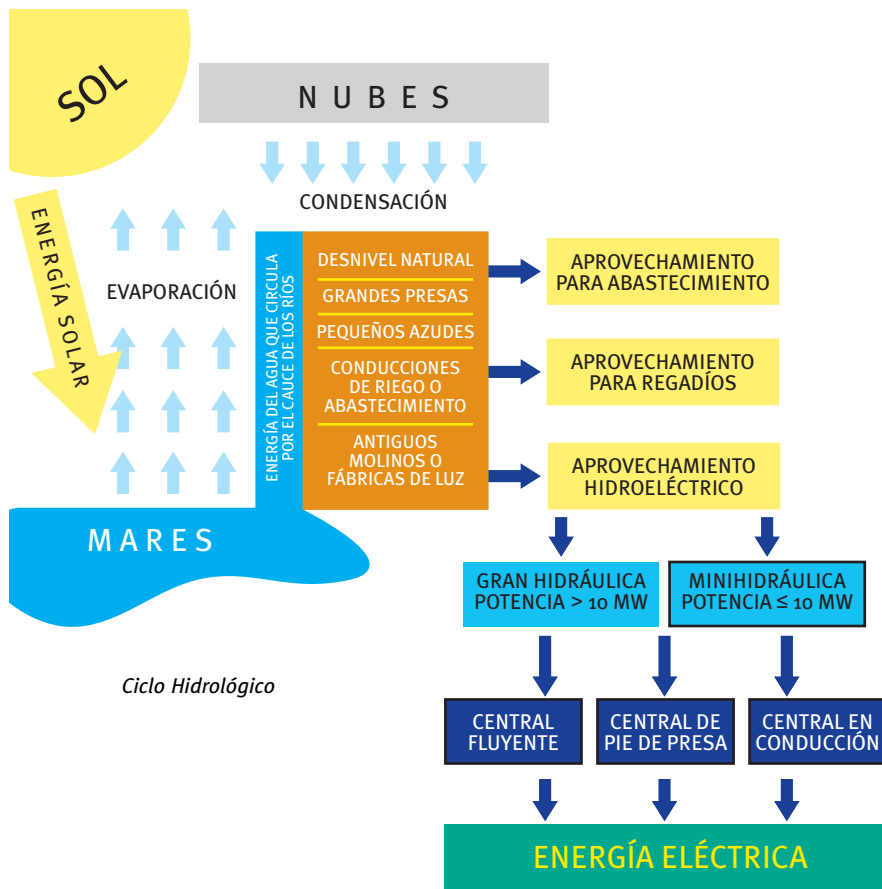 SOL
NUBES
CONDENSACIÓN
ENERGÍA SOLAR
EVAPORACIÓN
ENERGÍA DEL AGUA QUE CIRCULA
POR EL CAUCE DE LOS RÍOS
DESNIVEL NATURAL
GRANDES PRESAS
PEQUEÑOS AZUDES
CONDUCCIONES
DE RIEGO O
ABASTECIMIENTO
ANTIGUOS
MOLINOS O
FÁBRICAS DE LUZ
APROVECHAMIENTO
PARA ABASTECIMIENTO
APROVECHAMIENTO
PARA REGADÍOS
APROVECHAMIENTO
HIDROELÉCTRICO
MARES
GRAN HIDRÁULICA
POTENCIA > 10 MW
MINIHIDRÁULICA
POTENCIA ≤ 10 MW
Ciclo Hidrológico
CENTRAL
FLUYENTE
CENTRAL DE
PIE DE PRESA
CENTRAL EN
CONDUCCIÓN
ENERGÍA ELÉCTRICA